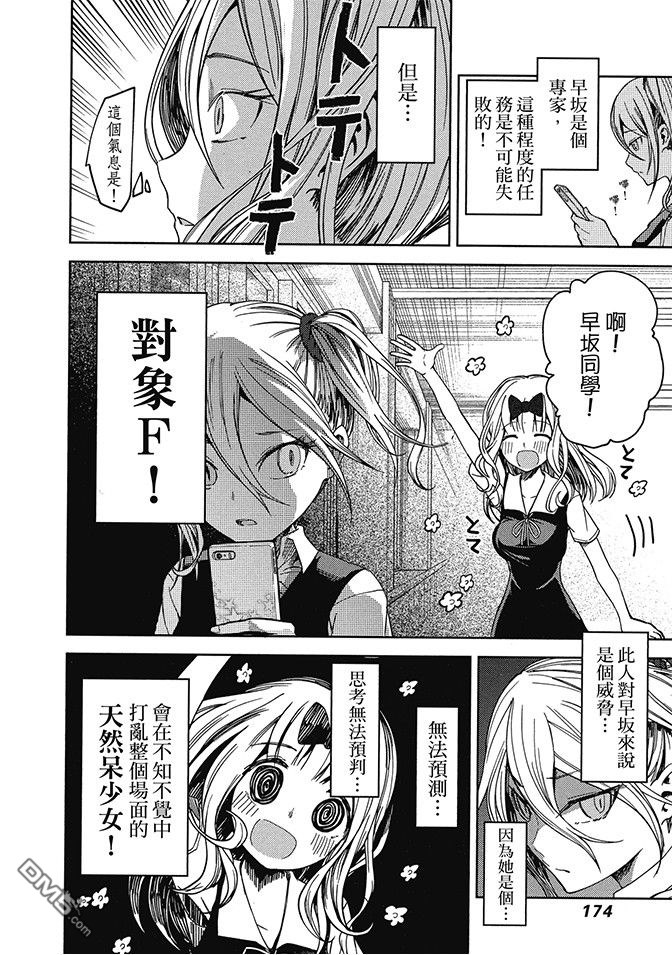 早坂是個
專家，
這種程度的任
務是不可能失
敗的！
但是…
トテ
トテ
這個氣息是！
啊！
早坂同學！
對象F！
此人對早坂來說
是個威脅…
因為她是個…
無法預測…
思考無法預判…
會在不知不覺中
打亂整個場面的
天然呆少女！
174
DM5.com